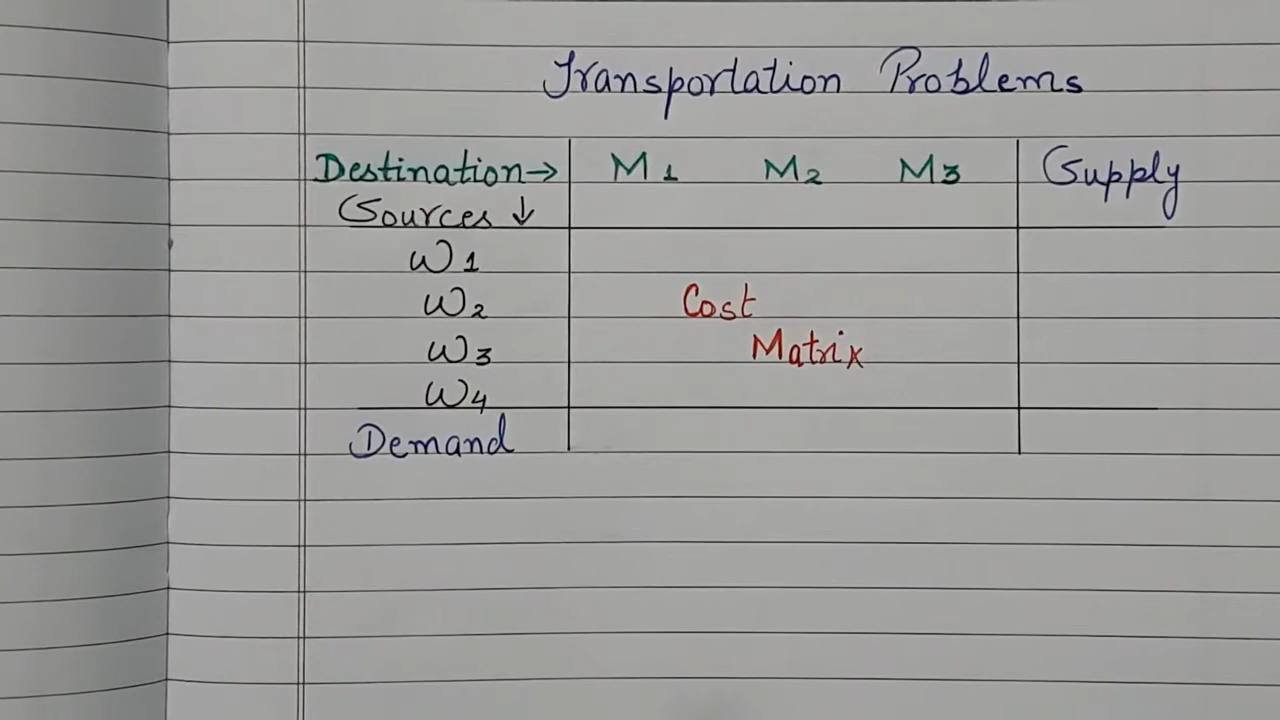 Transportation Problems
Destination→ M1 M2 M3 Supply
Sources ↓
W1
W2 Cost
W3 Matrix
W4
Demand